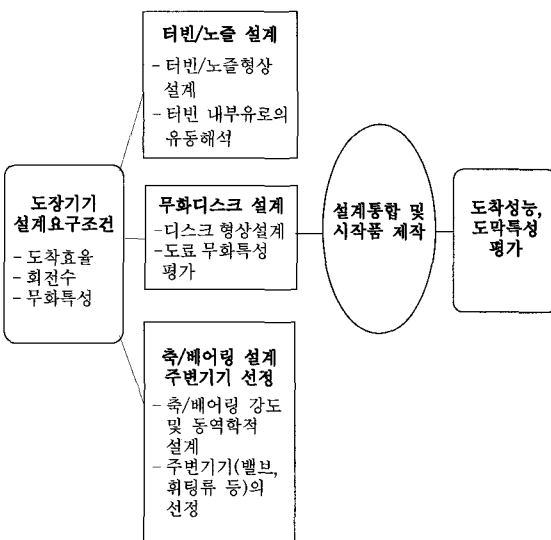 도장기기
설계요구조건
- 도착효율
- 회전수
- 무화특성
터빈/노즐 설계
- 터빈/노즐형상
설계
- 터빈 내부유로의
유동해석
무화디스크 설계
-디스크 형상설계
-도료 무화특성
평가
축/베어링 설계
주변기기 선정
- 축/베어링 강도
및 동역학적
설계
- 주변기기(밸브,
휘팅류 등)의
선정
설계통합 및
시작품 제작
도착성능,
도막특성
평가